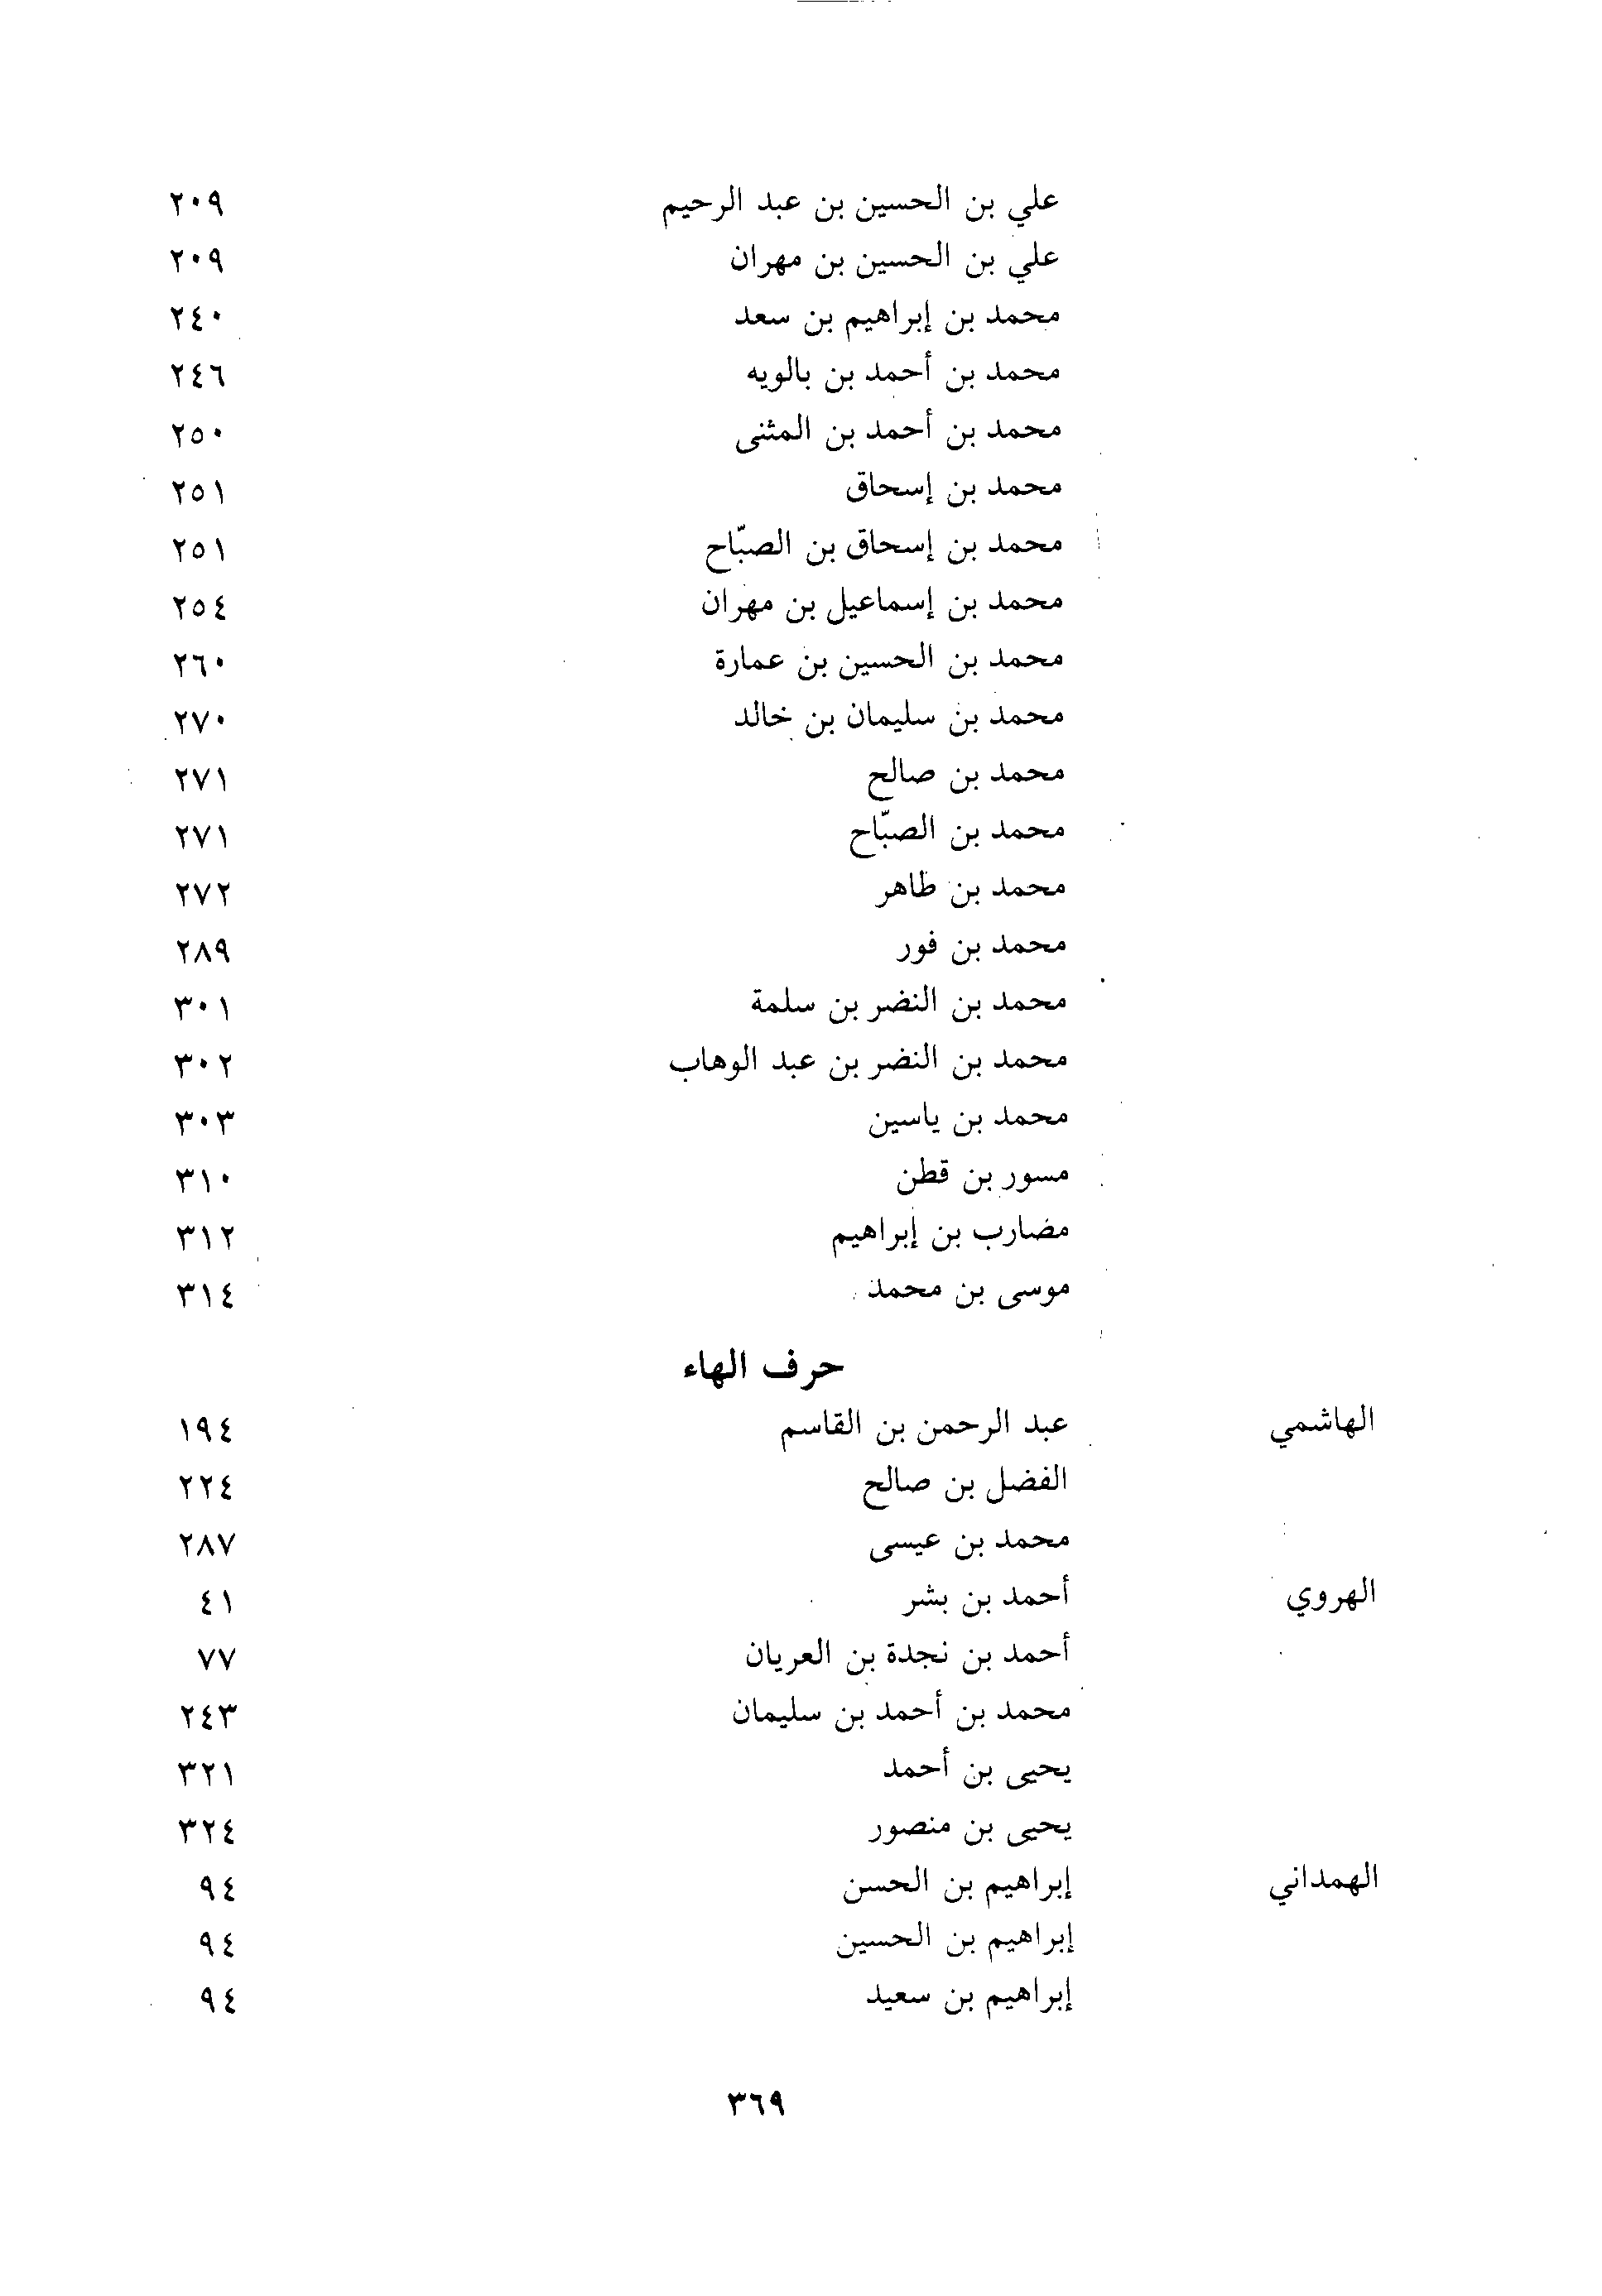 علي بن الحسين بن عبد الرحيم ٢٠٩
علي بن الحسين بن مهران ٢٠٩
محمد بن إبراهيم بن سعد ٢٤٠
محمد بن أحمد بن بالويه ٢٤٦
محمد بن أحمد بن المثنى ٢٥٠
محمد بن إسحاق ٢٥١
محمد بن إسحاق بن الصبّاح ٢٥١
محمد بن إسماعيل بن مهران ٢٥٤
محمد بن الحسين بن عمارة ٢٦٠
محمد بن سليمان بن خالد ٢٧٠
محمد بن صالح ٢٧١
محمد بن الصبّاح ٢٧١
محمد بن طاهر ٢٧٢
محمد بن فور ٢٨٩
محمد بن النضر بن سلمة ٣٠١
محمد بن النضر بن عبد الوهاب ٣٠٢
محمد بن ياسين ٣٠٣
مسور بن قطن ٣١٠
مضارب بن إبراهيم ٣١٢
موسى بن محمد ٣١٤
حرف الهاء
الهاشمي عبد الرحمن بن القاسم ١٩٤
الفضل بن صالح ٢٢٤
محمد بن عيسى ٢٨٧
الهروي أحمد بن بشر ٤١
أحمد بن نجدة بن العريان ٧٧
محمد بن أحمد بن سليمان ٢٤٣
يحيى بن أحمد ٣٢١
يحيى بن منصور ٣٢٤
الهمداني إبراهيم بن الحسن ٩٤
إبراهيم بن الحسين ٩٤
إبراهيم بن سعيد ٩٤
٣٦٩